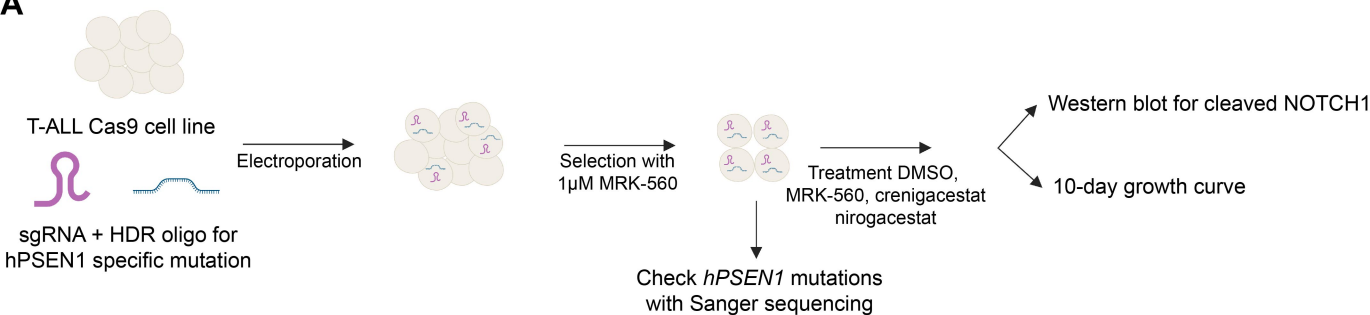 A
T-ALL Cas9 cell line
sgRNA + HDR oligo for
hPSEN1 specific mutation
Electroporation
Selection with
1µM MRK-560
Check hPSEN1 mutations
with Sanger sequencing
Treatment DMSO,
MRK-560, crenigacestat
nirogacestat
Western blot for cleaved NOTCH1
10-day growth curve